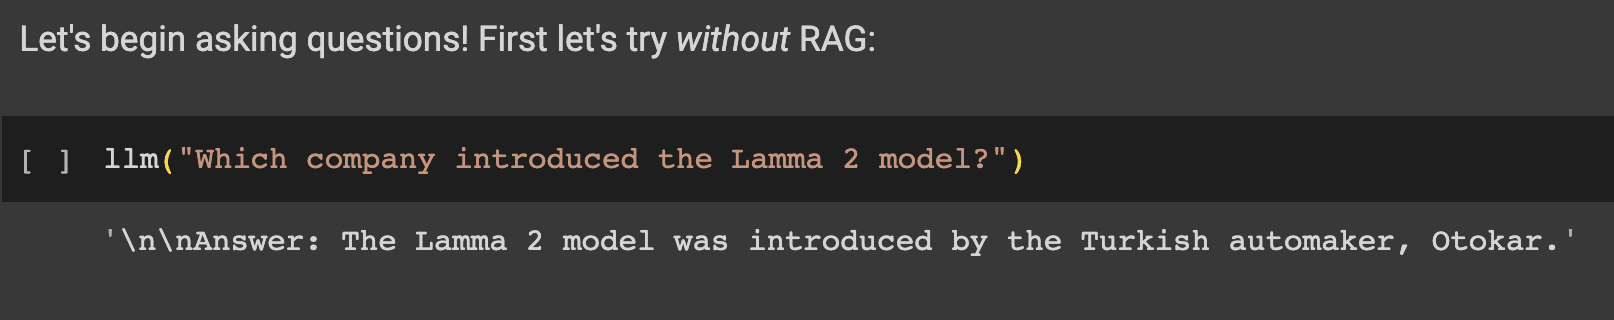 Let's begin asking questions! First let's try without RAG:
[ ] llm("Which company introduced the Lamma 2 model?")
'\n\nAnswer: The Lamma 2 model was introduced by the Turkish automaker, Otokar.'